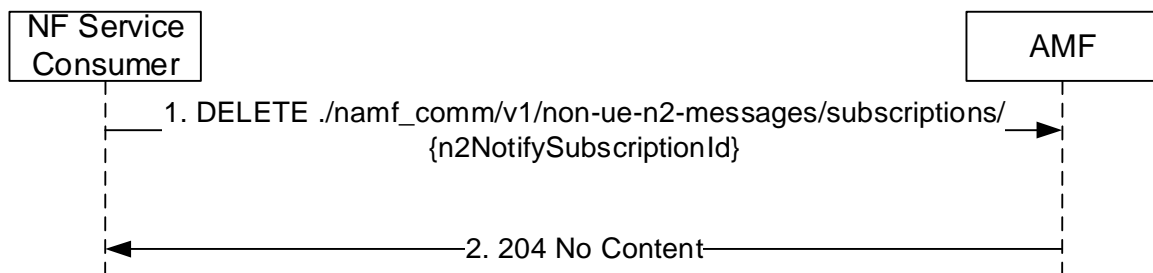 NF Service
Consumer
AMF
1. DELETE ./namf_comm/v1/non-ue-n2-messages/subscriptions/
{n2NotifySubscriptionId}
2. 204 No Content